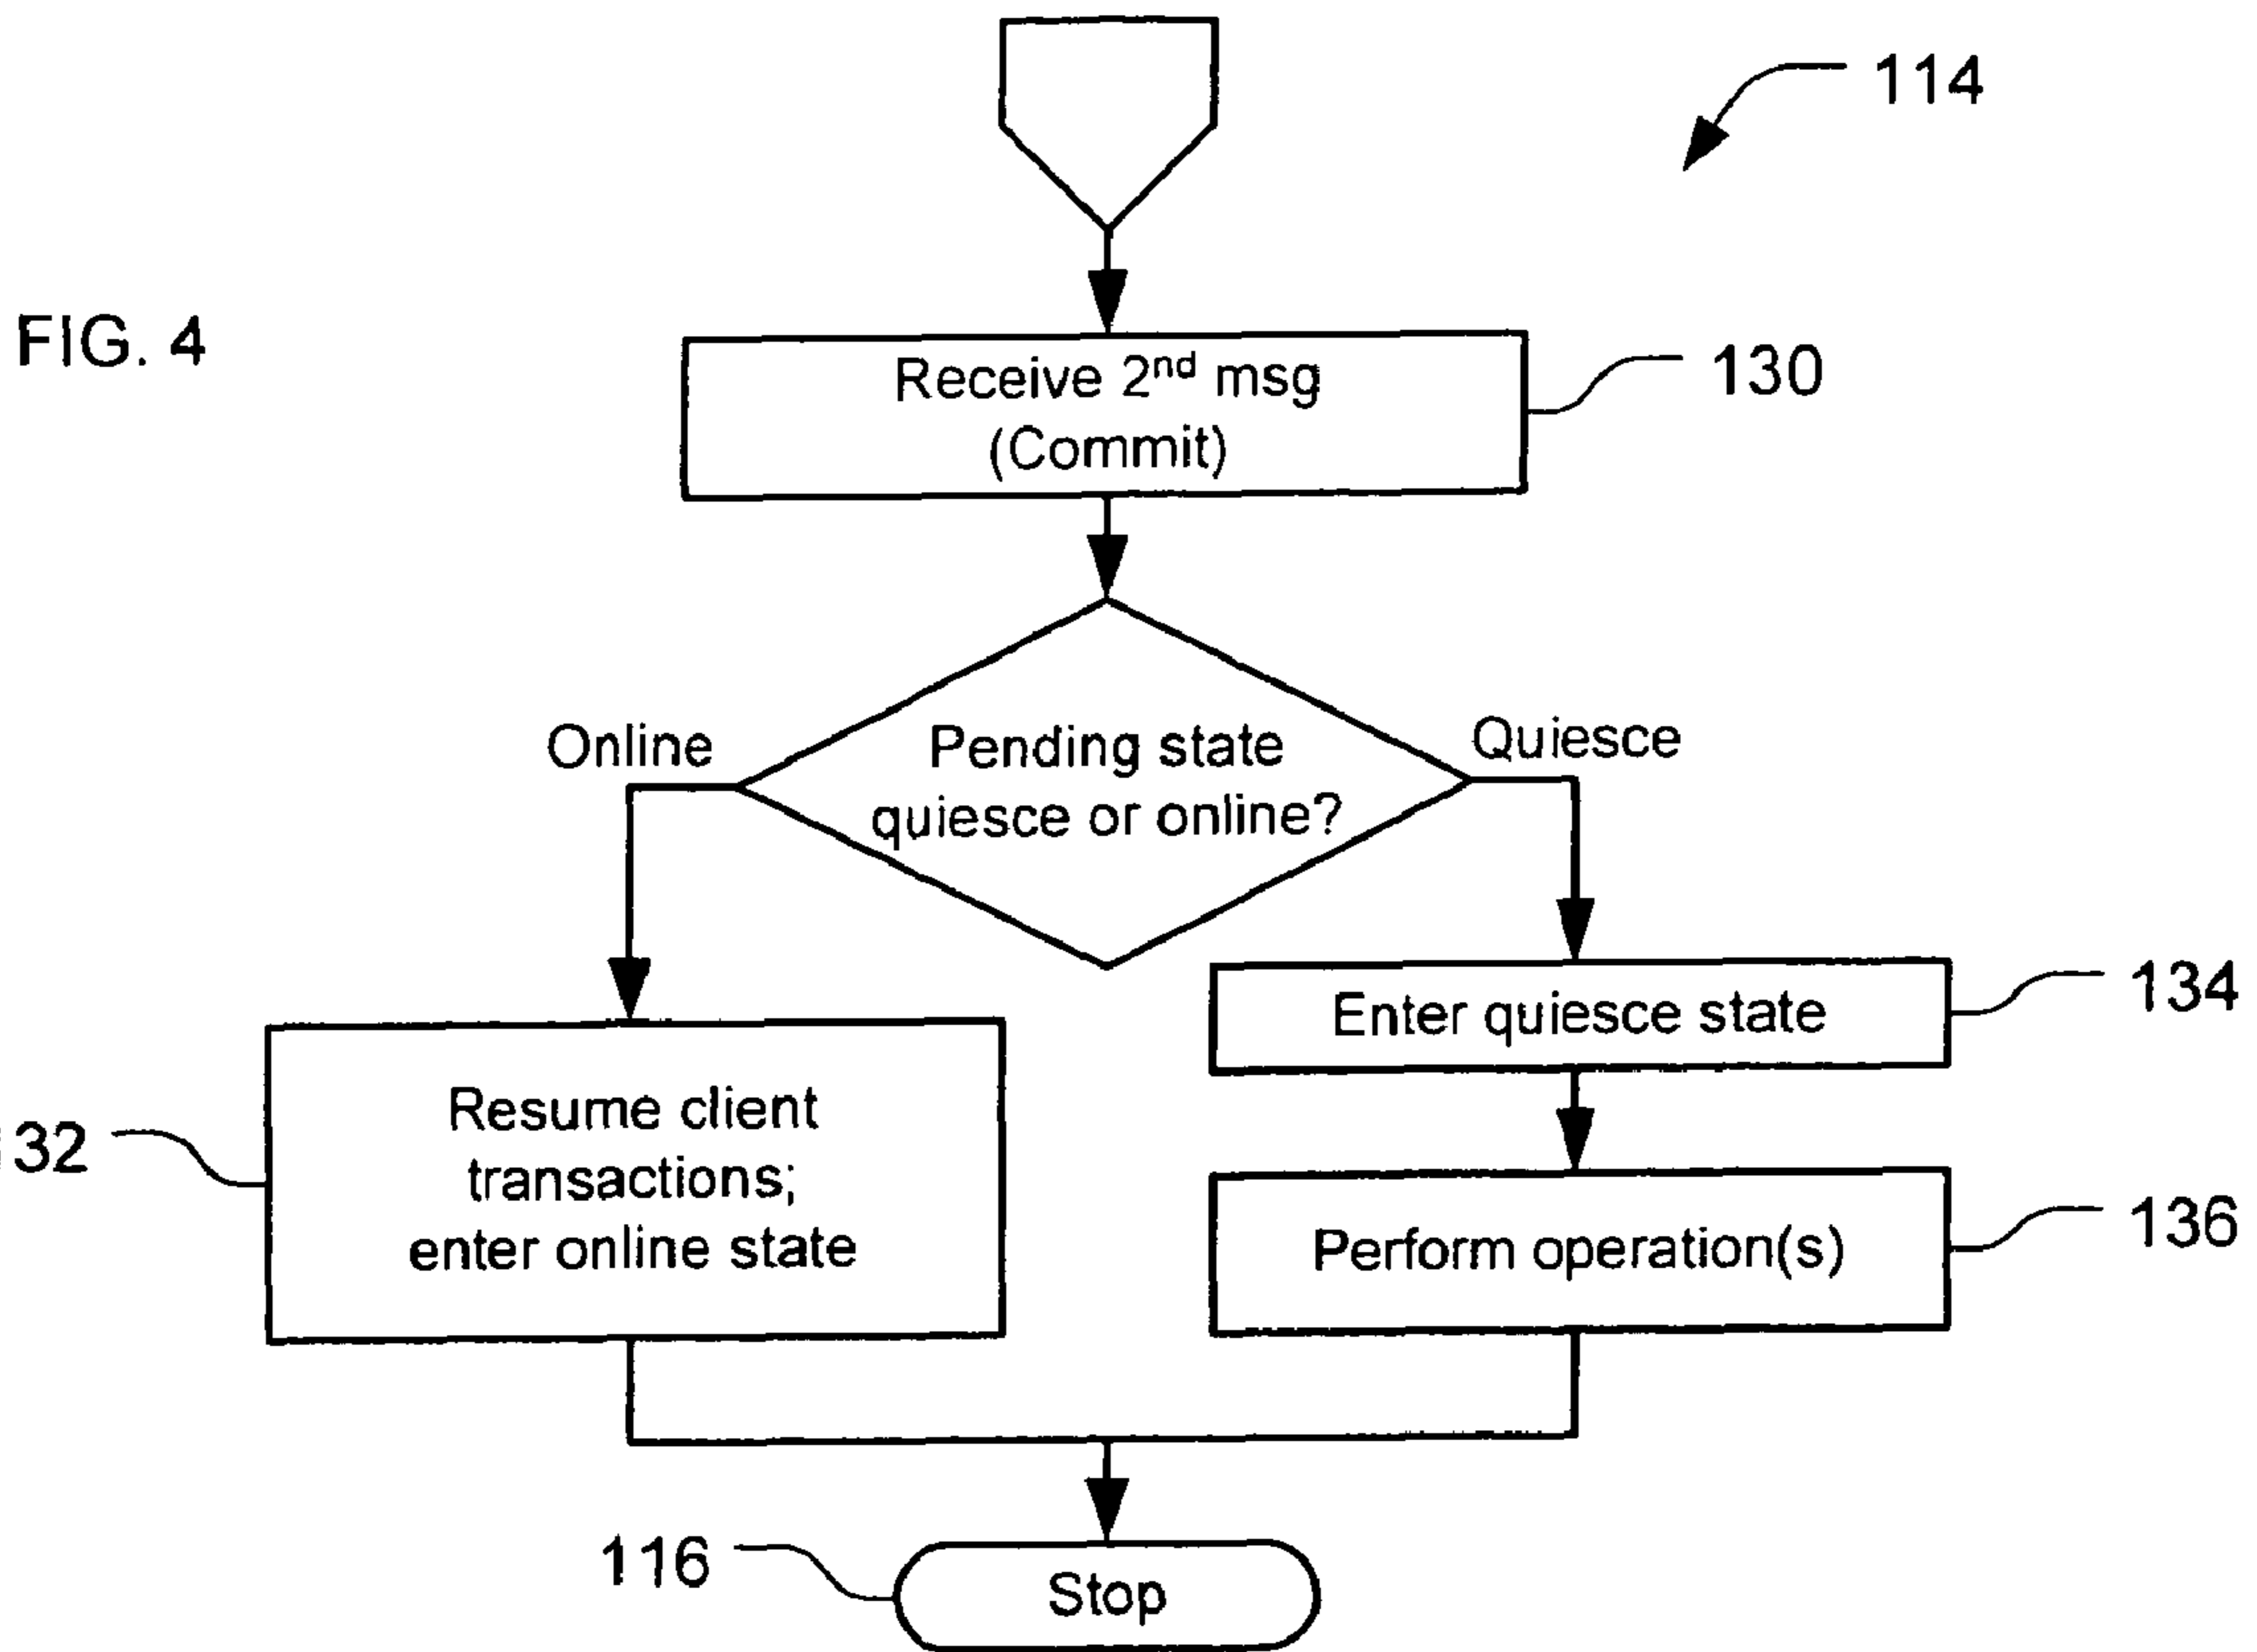 114
FIG. 4
Receive 2nd msg
(Commit)
130
Online
Pending state
quiesce or online?
Quiesce
Enter quiesce state
134
32
Resume client
transactions;
enter online state
Perform operation(s)
136
116
Stop